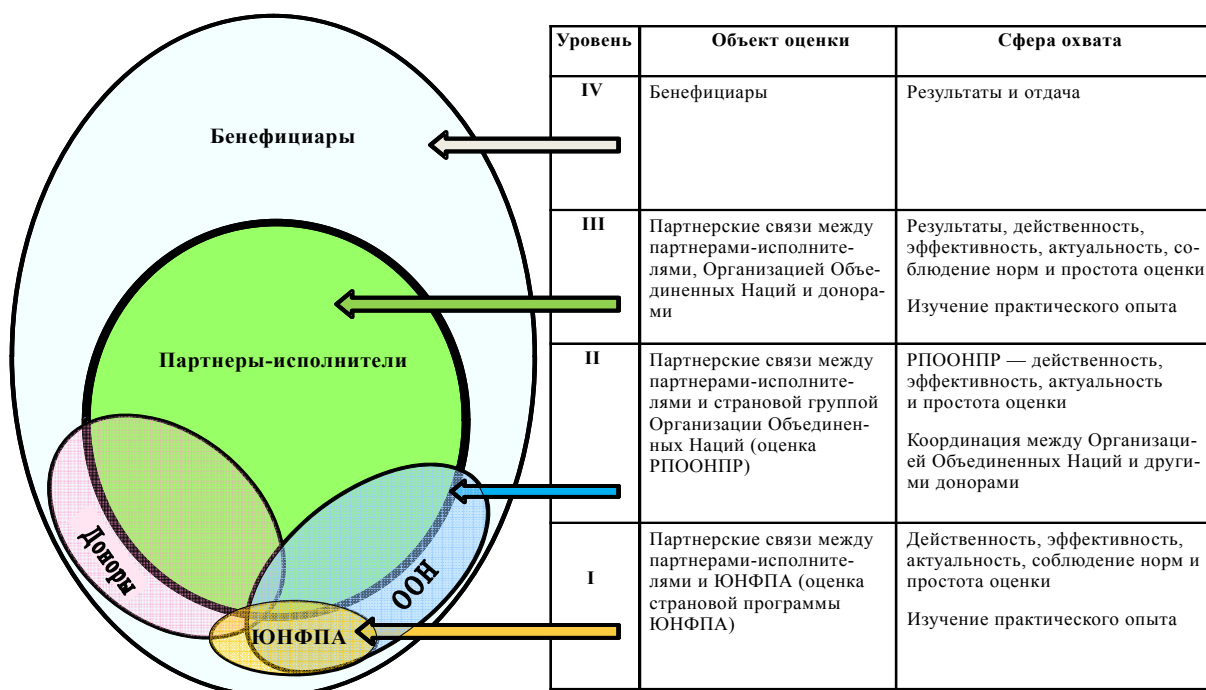 Уровень
Объект оценки
Сфера охвата
IV
Бенефициары
Результаты и отдача
III
Партнерские связи между
партнерами-исполните-
лями, Организацией Объе-
диненных Наций и донора-
ми
Результаты, действенность,
эффективность, актуальность, со-
блюдение норм и простота оценки
Изучение практического опыта
II
Партнерские связи между
партнерами-исполните-
лями и страновой группой
Организации Объединен-
ных Наций (оценка
РПООНПР)
РПООНПР — действенность,
эффективность, актуальность
и простота оценки
Координация между Организаци-
ей Объединенных Наций и други-
ми донорами
I
Партнерские связи между
партнерами-исполните-
лями и ЮНФПА (оценка
страновой программы
ЮНФПА)
Действенность, эффективность,
актуальность, соблюдение норм и
простота оценки
Изучение практического опыта
Бенефициары
Партнеры-исполнители
Доноры
ООН
ЮНФПА